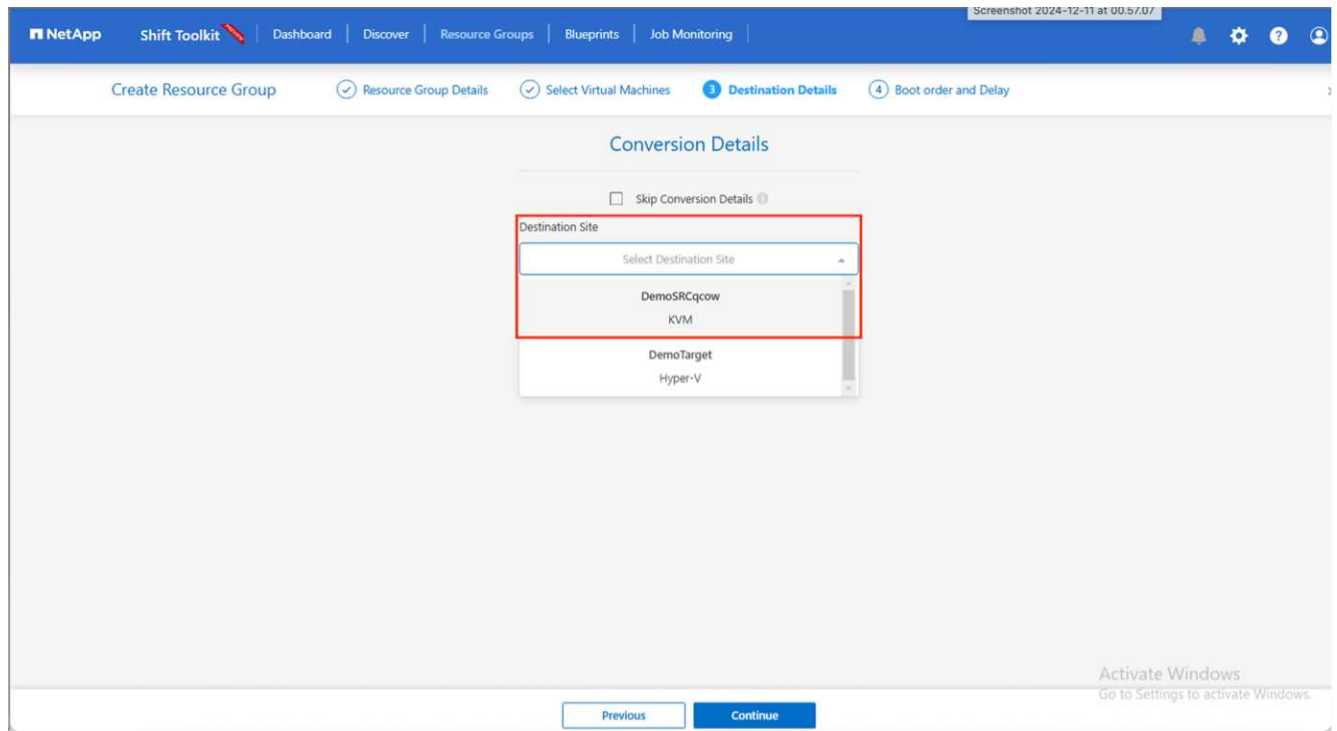 Screenshot 2024-12-11 at 00.57.07
NetApp Shift Toolkit Dashboard Discover Resource Groups Blueprints Job Monitoring
Create Resource Group Resource Group Details Select Virtual Machines 3 Destination Details 4 Boot order and Delay
Conversion Details
Skip Conversion Details
Destination Site
Select Destination Site
DemoSRCqcow
KVM
DemoTarget
Hyper-V
Activate Windows
Go to Settings to activate Windows.
Previous Continue